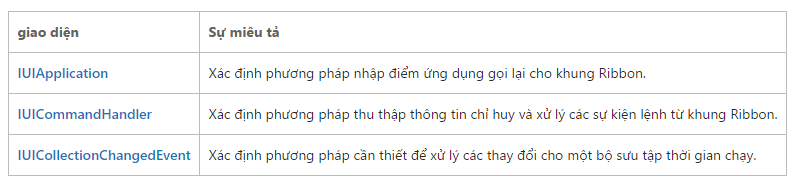 giao diện Sự miêu tả
IUIApplication Xác định phương pháp nhập điểm ứng dụng gọi lại cho khung Ribbon.
IUICommandHandler Xác định phương pháp thu thập thông tin chỉ huy và xử lý các sự kiện lệnh từ khung Ribbon.
IUICollectionChangedEvent Xác định phương pháp cần thiết để xử lý các thay đổi cho một bộ sưu tập thời gian chạy.